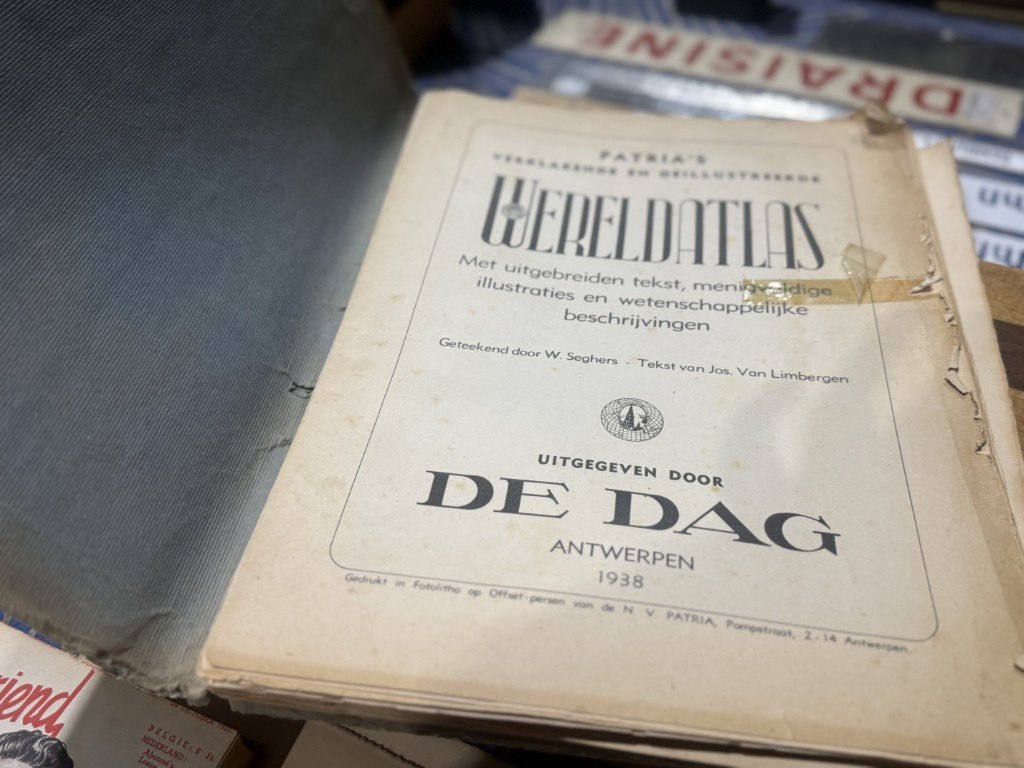 DRAISINE
PATRIA'S
VERKLARENDE EN GEÏLLUSTREERDE
WERELDATLAS
Met uitgebreiden tekst, menigvuldige
illustraties en wetenschappelijke
beschrijvingen
Geteekend door W. Seghers - Tekst van Jos. Van Limbergen
UITGEGEVEN DOOR
DE DAG
ANTWERPEN
1938
Gedrukt in Fotolitho op Offset-persen van de N. V. PATRIA, Pompstraat, 2-14 Antwerpen.
BELGIE: 6 Fr.
NEDERLAND: